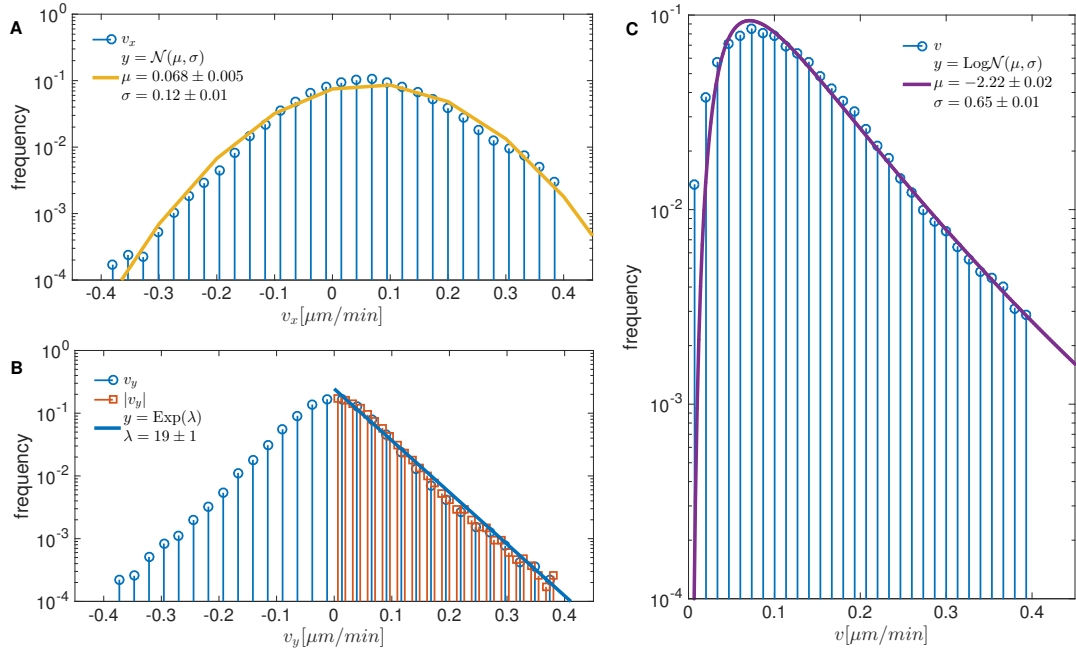 A
10^0
10^-1
10^-2
10^-3
10^-4
frequency
v_x
y = N(μ, σ)
μ = 0.068 ± 0.005
σ = 0.12 ± 0.01
-0.4 -0.3 -0.2 -0.1 0 0.1 0.2 0.3 0.4
v_x[μm/min]
B
10^0
10^-1
10^-2
10^-3
10^-4
frequency
v_y
|v_y|
y = Exp(λ)
λ = 19 ± 1
-0.4 -0.3 -0.2 -0.1 0 0.1 0.2 0.3 0.4
v_y[μm/min]
C
10^-1
10^-2
10^-3
10^-4
frequency
v
y = LogN(μ, σ)
μ = −2.22 ± 0.02
σ = 0.65 ± 0.01
0 0.1 0.2 0.3 0.4
v[μm/min]